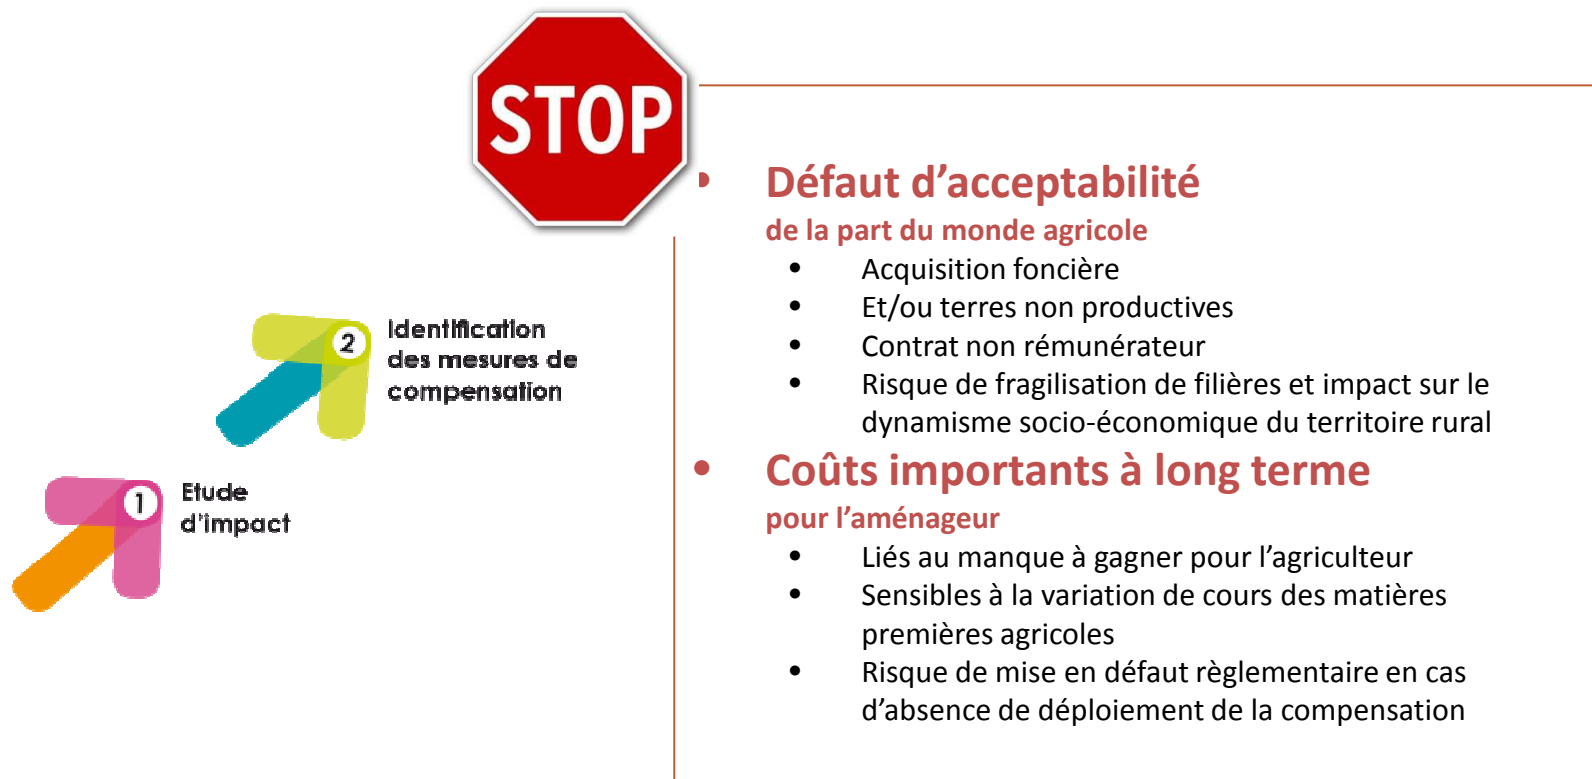 STOP
• Défaut d’acceptabilité
de la part du monde agricole
• Acquisition foncière
• Et/ou terres non productives
• Contrat non rémunérateur
• Risque de fragilisation de filières et impact sur le
dynamisme socio-économique du territoire rural
• Coûts importants à long terme
pour l’aménageur
• Liés au manque à gagner pour l’agriculteur
• Sensibles à la variation de cours des matières
premières agricoles
• Risque de mise en défaut règlementaire en cas
d’absence de déploiement de la compensation
2 Identification
des mesures de
compensation
1 Etude
d’impact